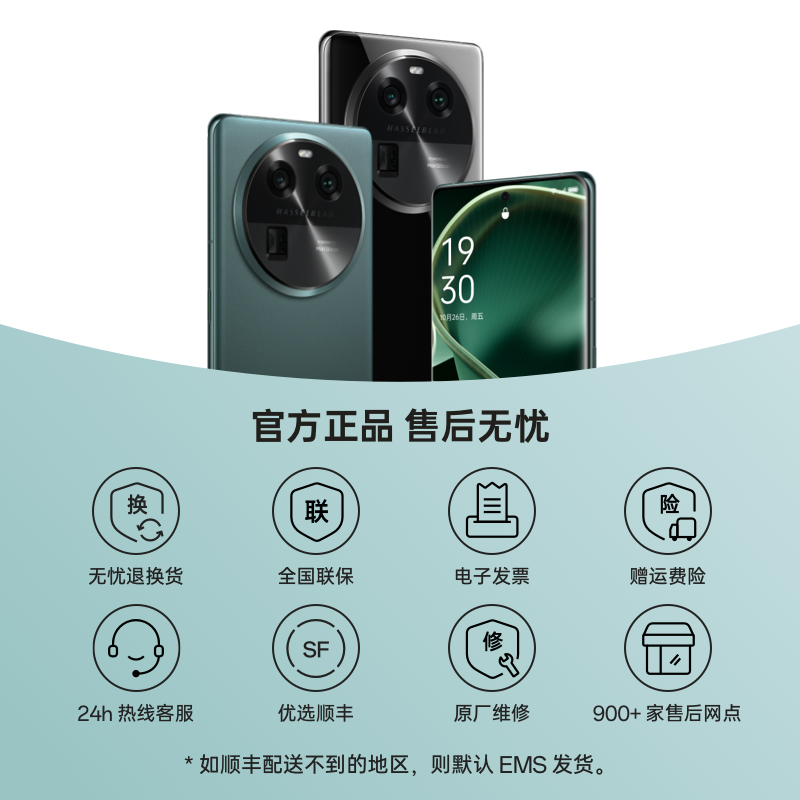 HASSELBLAD
HASSELBLAD
19
30
10月26日，周五
官方正品 售后无忧
换
联
险
无忧退换货
全国联保
电子发票
赠运费险
SF
修
24h 热线客服
优选顺丰
原厂维修
900+ 家售后网点
* 如顺丰配送不到的地区，则默认 EMS 发货。